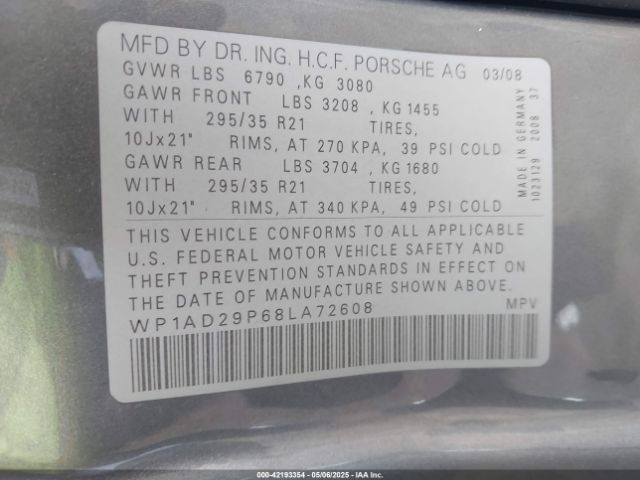 MFD BY DR. ING. H.C.F. PORSCHE AG 03/08
GVWR LBS 6790 ,KG 3080
GAWR FRONT LBS 3208 , KG 1455
WITH 295/35 R21 TIRES,
10Jx21" RIMS, AT 270 KPA, 39 PSI COLD
GAWR REAR LBS 3704 , KG 1680
WITH 295/35 R21 TIRES,
10Jx21" RIMS, AT 340 KPA, 49 PSI COLD
THIS VEHICLE CONFORMS TO ALL APPLICABLE
U.S. FEDERAL MOTOR VEHICLE SAFETY AND
THEFT PREVENTION STANDARDS IN EFFECT ON
THE DATE OF MANUFACTURE SHOWN ABOVE.
WP1AD29P68LA72608 MPV
MADE IN GERMANY
1023129 2008 37
000-42193354 - 05/06/2025 - IAAI.COM